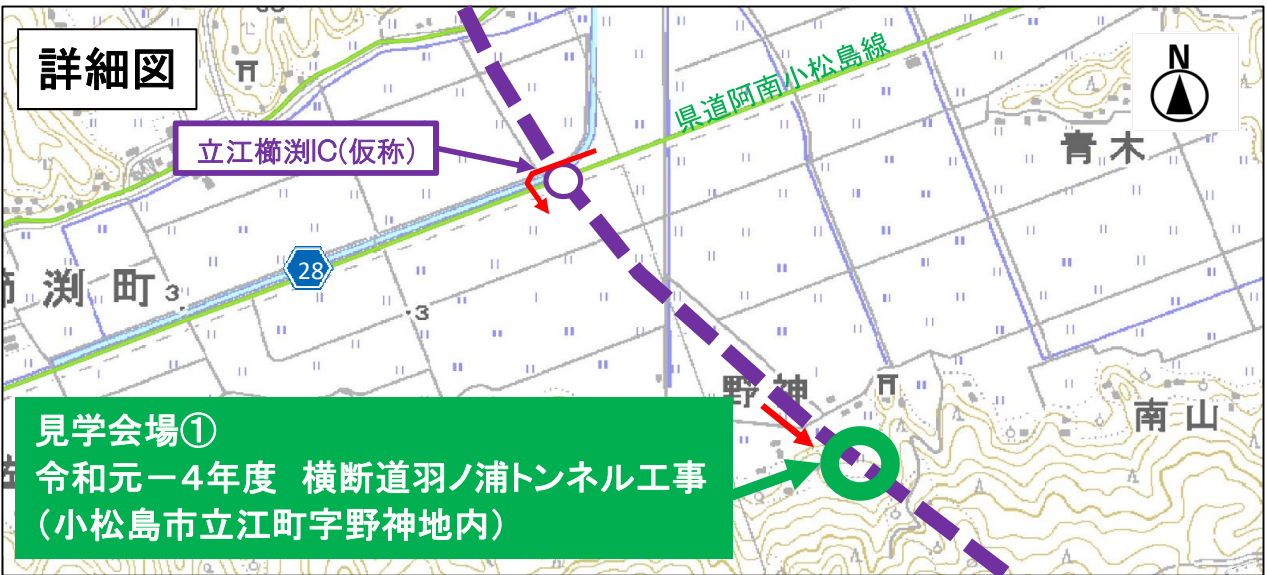 詳細図
N
県道阿南小松島線
立江櫛渕IC(仮称)
青木
28
渕町
3
3
野神
南山
見学会場①
令和元－4年度　横断道羽ノ浦トンネル工事
（小松島市立江町字野神地内）